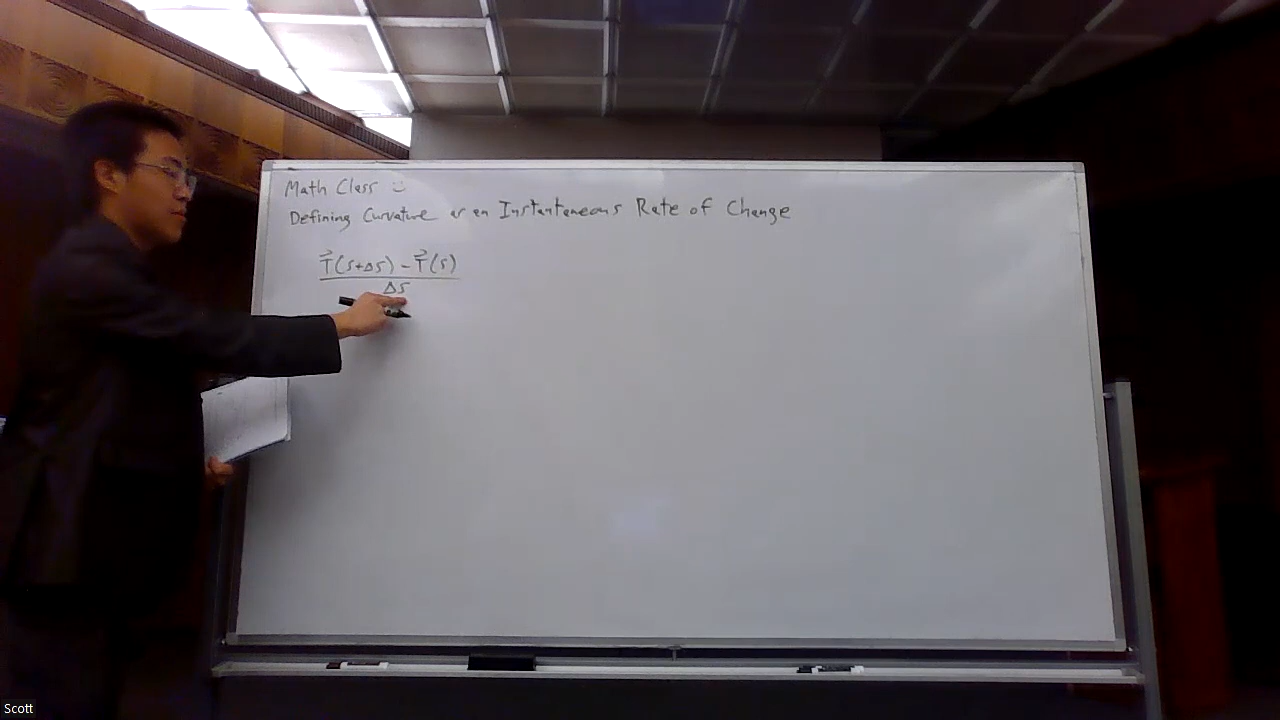 Math Class ☺
Defining Curvature as an Instantaneous Rate of Change
T⃗(s+Δs) - T⃗(s)
Δs
Scott